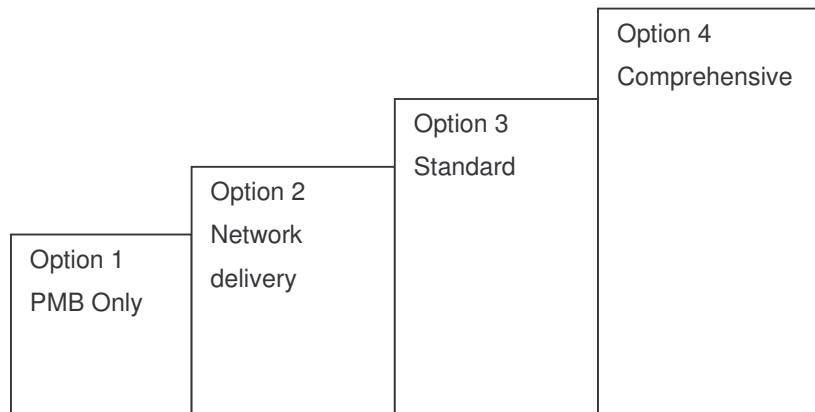 Option 1
PMB Only
Option 2
Network
delivery
Option 3
Standard
Option 4
Comprehensive